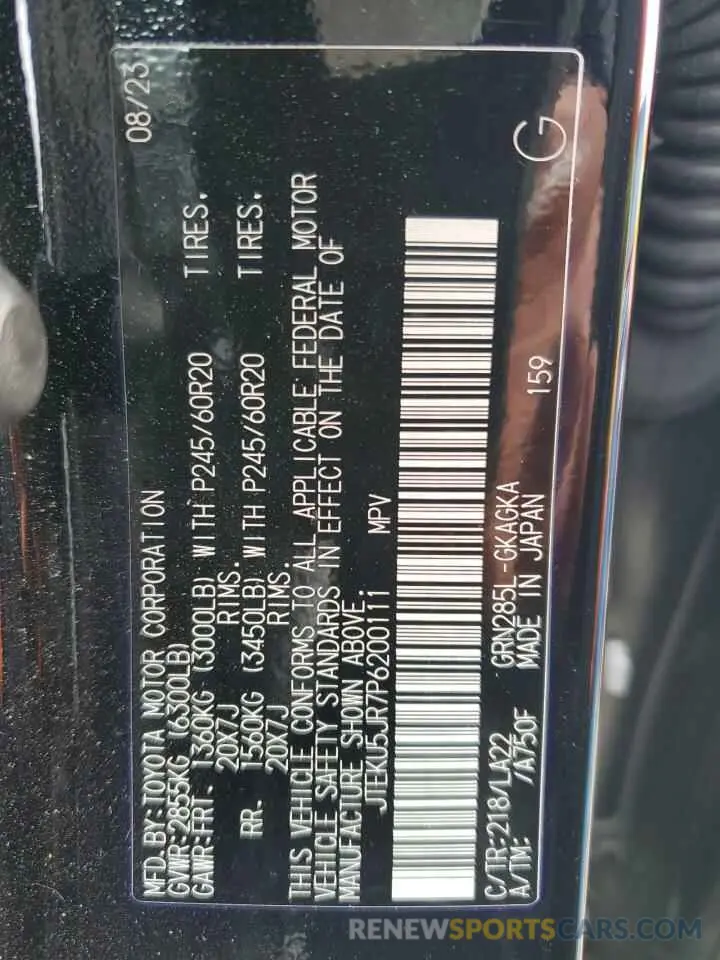 MFD.BY:TOYOTA MOTOR CORPORATION 08/23
GVWR:2855KG (6300LB)
GAWR:FRT. 1360KG (3000LB) WITH P245/60R20 TIRES.
20X7J RIMS.
RR. 1560KG (3450LB) WITH P245/60R20 TIRES.
20X7J RIMS.
THIS VEHICLE CONFORMS TO ALL APPLICABLE FEDERAL MOTOR
VEHICLE SAFETY STANDARDS IN EFFECT ON THE DATE OF
MANUFACTURE SHOWN ABOVE.
JTEKU5JR7P6200111 MPV
C/TR:218/LA22 GRN285L-GKAGKA
A/TM: /A750F MADE IN JAPAN 159 G
RENEWSPORTSCARS.COM